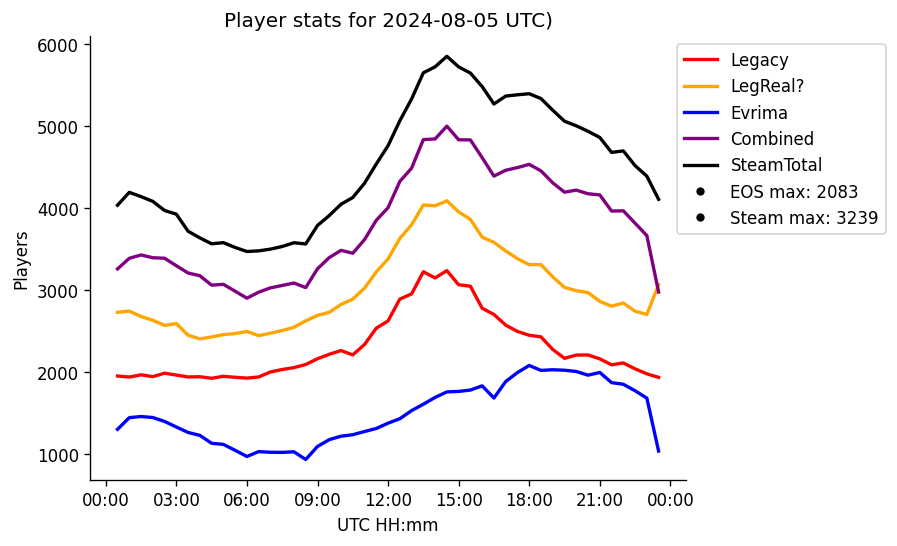 Player stats for 2024-08-05 UTC)
6000
5000
4000
3000
2000
1000
Players
00:00 03:00 06:00 09:00 12:00 15:00 18:00 21:00 00:00
UTC HH:mm
Legacy
LegReal?
Evrima
Combined
SteamTotal
EOS max: 2083
Steam max: 3239